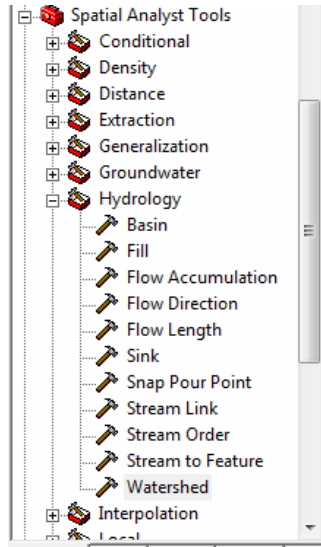 Spatial Analyst Tools
Conditional
Density
Distance
Extraction
Generalization
Groundwater
Hydrology
Basin
Fill
Flow Accumulation
Flow Direction
Flow Length
Sink
Snap Pour Point
Stream Link
Stream Order
Stream to Feature
Watershed
Interpolation
Local